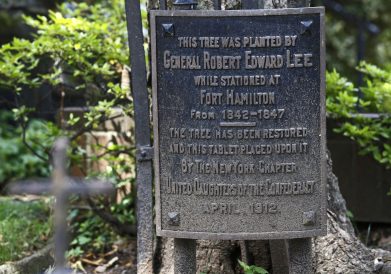 THIS TREE WAS PLANTED BY
GENERAL ROBERT EDWARD LEE
WHILE STATIONED AT
FORT HAMILTON
FROM 1842-1847
THE TREE HAS BEEN RESTORED
AND THIS TABLET PLACED UPON IT
BY THE NEW YORK CHAPTER
UNITED DAUGHTERS OF THE CONFEDERACY
APRIL 1912